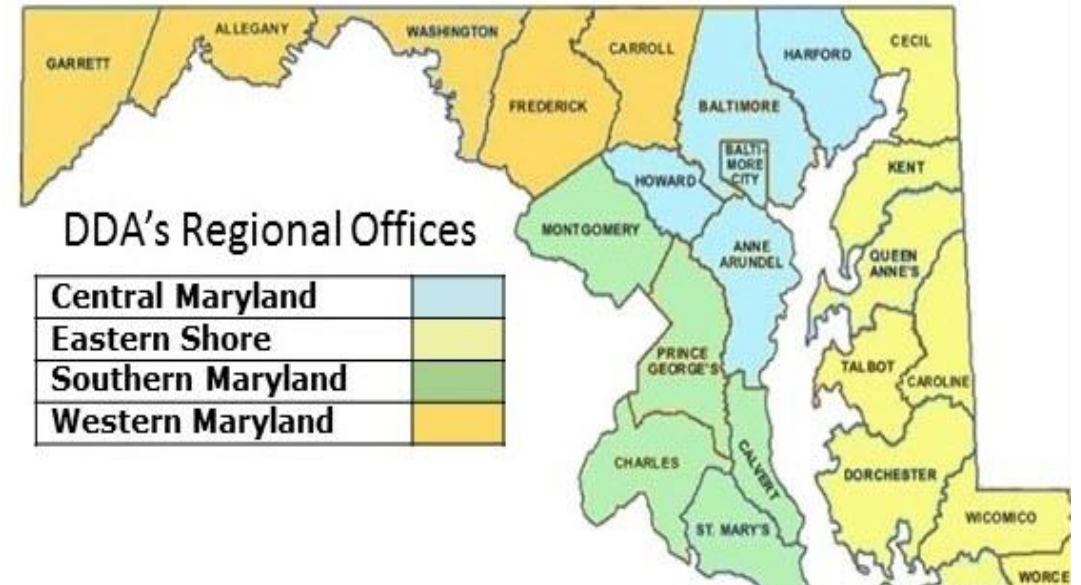 GARRETT
ALLEGANY
WASHINGTON
FREDERICK
CARROLL
BALTIMORE
HARFORD
CECIL
BALTI-
MORE
CITY
HOWARD
KENT
MONTGOMERY
ANNE
ARUNDEL
QUEEN
ANNE'S
DDA's Regional Offices
Central Maryland
Eastern Shore
Southern Maryland
Western Maryland
PRINCE
GEORGE'S
TALBOT
CAROLINE
CHARLES
CALVERT
DORCHESTER
ST. MARY'S
WICOMICO
WORCE